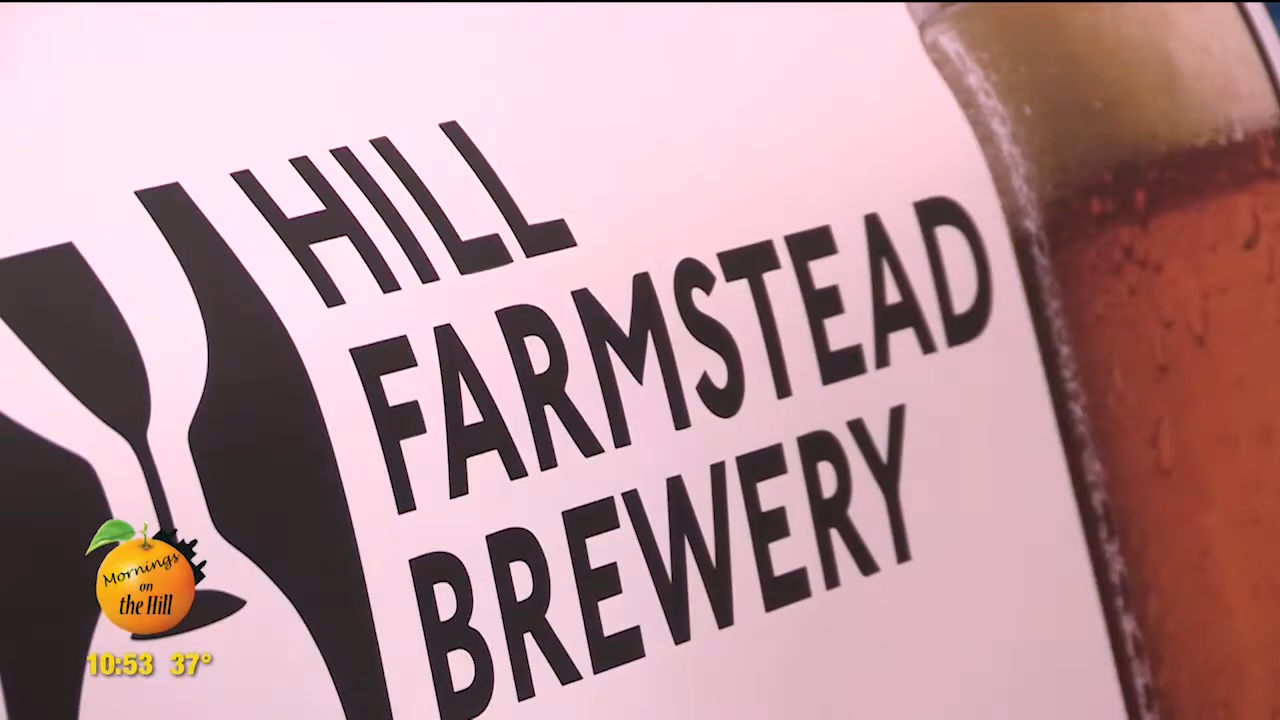 HILL
FARMSTEAD
BREWERY
Mornings
on
the Hill
10:53 37°